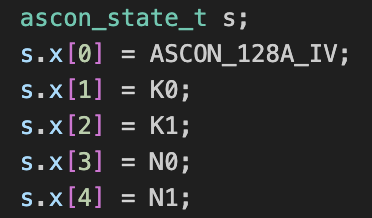 ascon_state_t s;
s.x[0] = ASCON_128A_IV;
s.x[1] = K0;
s.x[2] = K1;
s.x[3] = N0;
s.x[4] = N1;